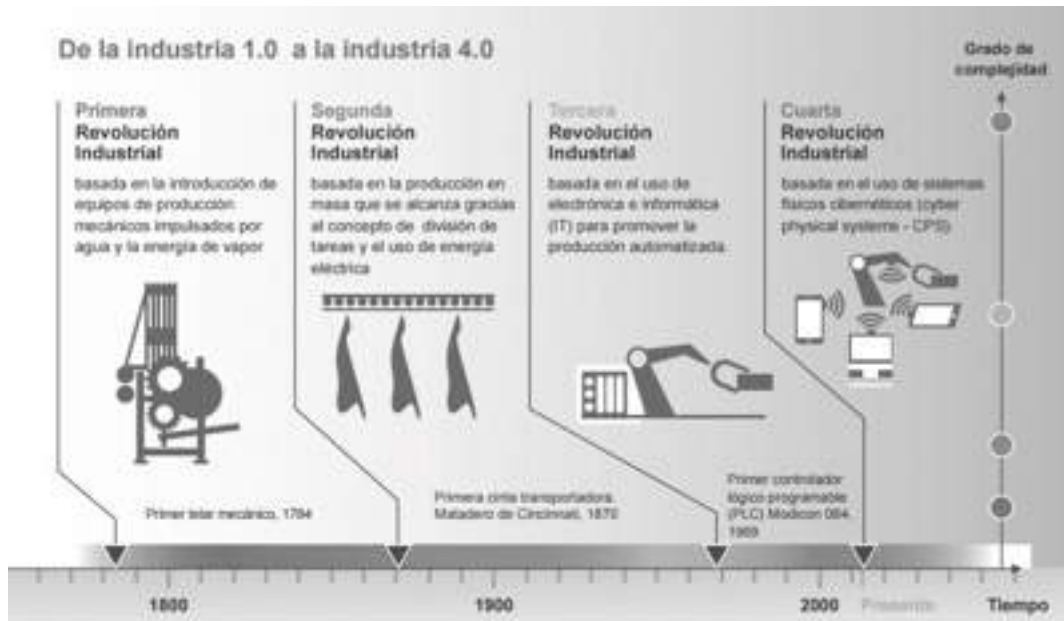 De la industria 1.0 a la industria 4.0
Grado de
complejidad
Primera
Revolución
Industrial
basada en la introducción de
equipos de producción
mecánicos impulsados por
agua y la energía de vapor
Segunda
Revolución
Industrial
basada en la producción en
masa que se alcanza gracias
al concepto de división de
tareas y el uso de energía
eléctrica
Tercera
Revolución
Industrial
basada en el uso de
electrónica e informática
(IT) para promover la
producción automatizada
Cuarta
Revolución
Industrial
basada en el uso de sistemas
físicos cibernéticos (cyber
physical systems - CPS)
Primer telar mecánico, 1784
Primera cinta transportadora.
Matadero de Cincinnati, 1870
Primer controlador
lógico programable
(PLC) Modicon 084.
1969
1800
1900
2000
Presente
Tiempo